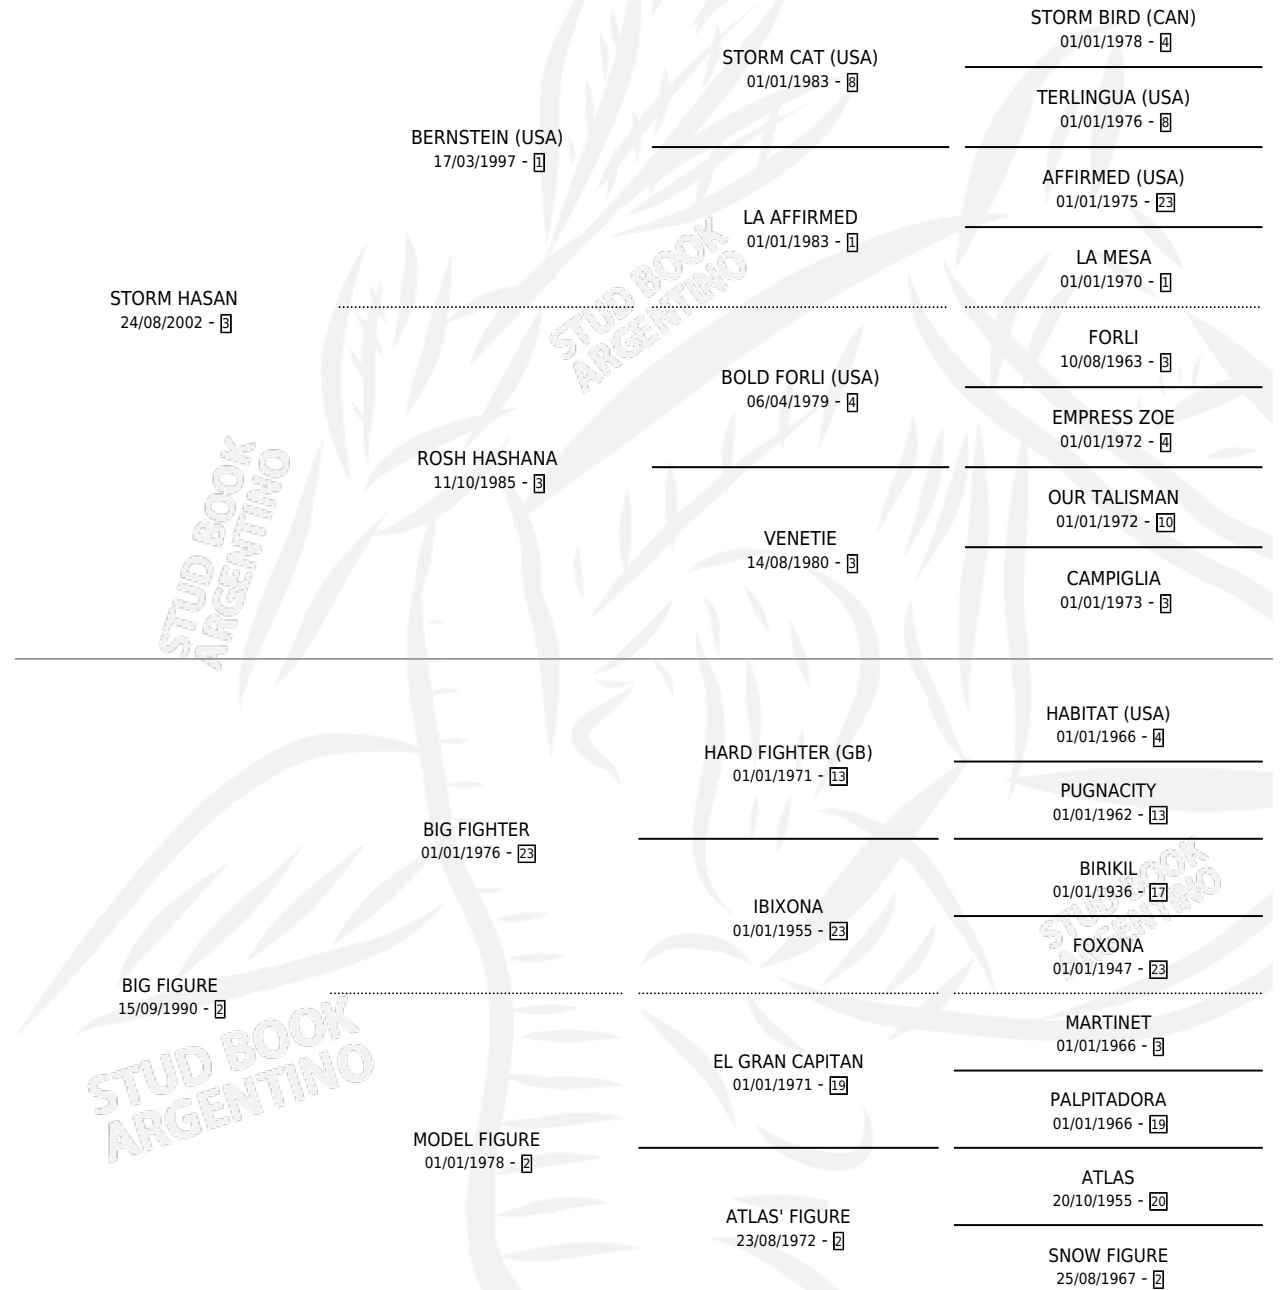 STORM BIRD (CAN)
01/01/1978 - 4
STORM CAT (USA)
01/01/1983 - 8
TERLINGUA (USA)
01/01/1976 - 8
BERNSTEIN (USA)
17/03/1997 - 1
AFFIRMED (USA)
01/01/1975 - 23
LA AFFIRMED
01/01/1983 - 1
LA MESA
01/01/1970 - 1
STORM HASAN
24/08/2002 - 3
FORLI
10/08/1963 - 3
BOLD FORLI (USA)
06/04/1979 - 4
EMPRESS ZOE
01/01/1972 - 4
ROSH HASHANA
11/10/1985 - 3
OUR TALISMAN
01/01/1972 - 10
VENETIE
14/08/1980 - 3
CAMPIGLIA
01/01/1973 - 3
HABITAT (USA)
01/01/1966 - 4
HARD FIGHTER (GB)
01/01/1971 - 13
PUGNACITY
01/01/1962 - 13
BIG FIGHTER
01/01/1976 - 23
BIRIKIL
01/01/1936 - 17
IBIXONA
01/01/1955 - 23
FOXONA
01/01/1947 - 23
BIG FIGURE
15/09/1990 - 2
MARTINET
01/01/1966 - 3
EL GRAN CAPITAN
01/01/1971 - 19
PALPITADORA
01/01/1966 - 19
MODEL FIGURE
01/01/1978 - 2
ATLAS
20/10/1955 - 20
ATLAS' FIGURE
23/08/1972 - 2
SNOW FIGURE
25/08/1967 - 2
STUD BOOK
ARGENTINO
STUD BOOK
ARGENTINO
STUD BOOK
ARGENTINO
STUD BOOK
ARGENTINO